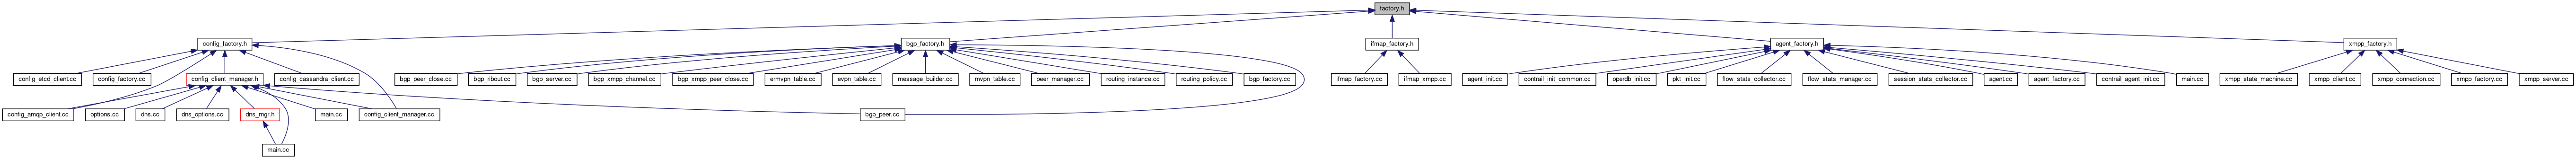 factory.h
config_factory.h
bgp_factory.h
ifmap_factory.h
agent_factory.h
xmpp_factory.h
config_etcd_client.cc
config_factory.cc
config_client_manager.h
config_cassandra_client.cc
bgp_peer_close.cc
bgp_ribout.cc
bgp_server.cc
bgp_xmpp_channel.cc
bgp_xmpp_peer_close.cc
ermvpn_table.cc
evpn_table.cc
message_builder.cc
mvpn_table.cc
peer_manager.cc
routing_instance.cc
routing_policy.cc
bgp_factory.cc
ifmap_factory.cc
ifmap_xmpp.cc
agent_init.cc
contrail_init_common.cc
operdb_init.cc
pkt_init.cc
flow_stats_collector.cc
flow_stats_manager.cc
session_stats_collector.cc
agent.cc
agent_factory.cc
contrail_agent_init.cc
main.cc
xmpp_state_machine.cc
xmpp_client.cc
xmpp_connection.cc
xmpp_factory.cc
xmpp_server.cc
config_amqp_client.cc
options.cc
dns.cc
dns_options.cc
dns_mgr.h
main.cc
config_client_manager.cc
bgp_peer.cc
main.cc